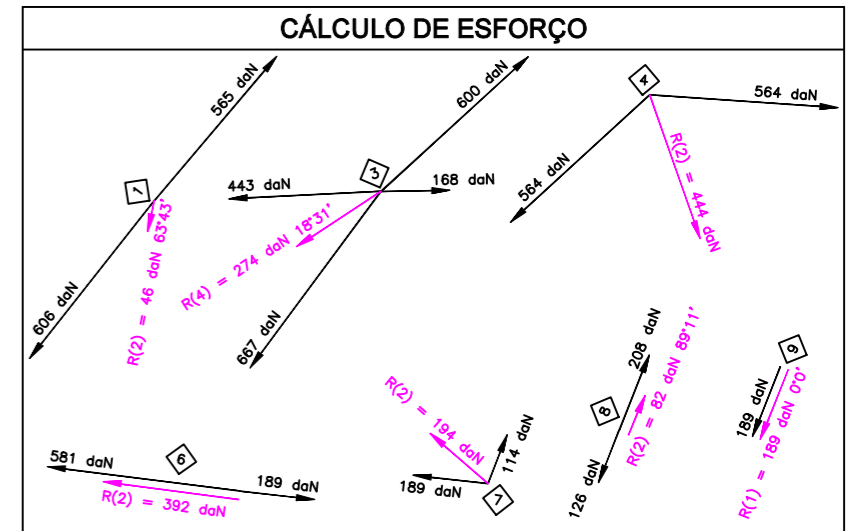 CÁLCULO DE ESFORÇO
565 daN
1
606 daN
R(2) = 46 daN 63°43'
600 daN
3
443 daN
168 daN
R(4) = 274 daN 18°31'
667 daN
4
564 daN
564 daN
R(2) = 444 daN
581 daN
6
189 daN
R(2) = 392 daN
R(2) = 194 daN
114 daN
189 daN
7
208 daN
8
R(2) = 82 daN 89°11'
126 daN
9
189 daN
R(1) = 189 daN 0°0'